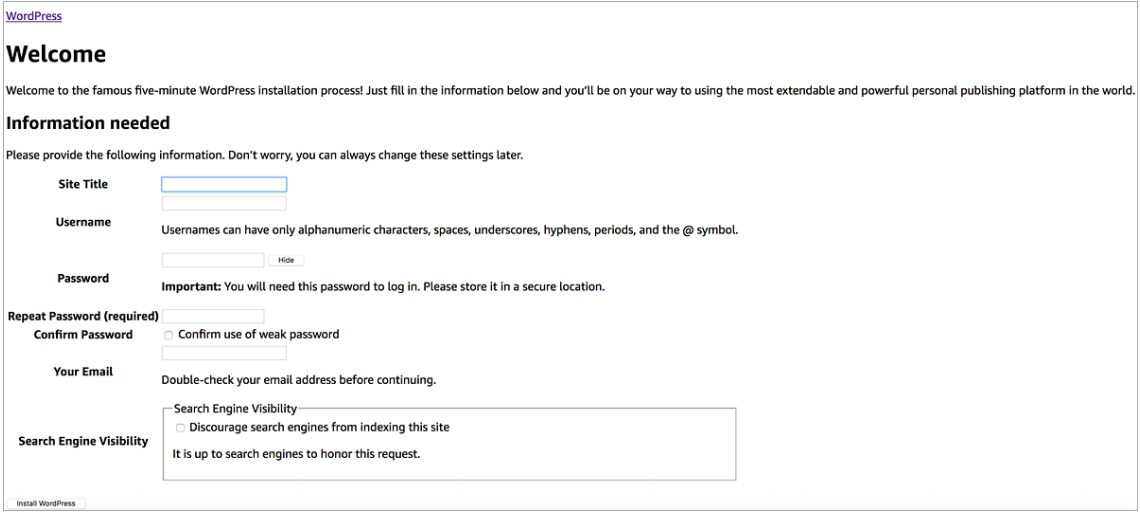 WordPress
Welcome
Welcome to the famous five-minute WordPress installation process! Just fill in the information below and you'll be on your way to using the most extendable and powerful personal publishing platform in the world.
Information needed
Please provide the following information. Don't worry, you can always change these settings later.
Site Title
Username
Usernames can have only alphanumeric characters, spaces, underscores, hyphens, periods, and the @ symbol.
Hide
Password
Important: You will need this password to log in. Please store it in a secure location.
Repeat Password (required)
Confirm Password Confirm use of weak password
Your Email
Double-check your email address before continuing.
Search Engine Visibility
Discourage search engines from indexing this site
Search Engine Visibility
It is up to search engines to honor this request.
Install WordPress